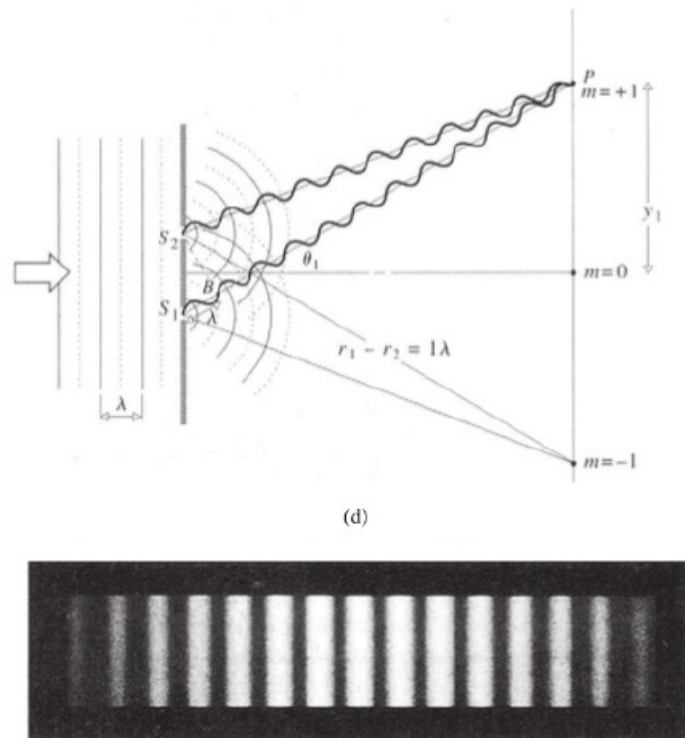 P
m = +1
y₁
S₂
θ₁
m = 0
B
S₁
λ
r₁ − r₂ = 1λ
λ
m = −1
(d)